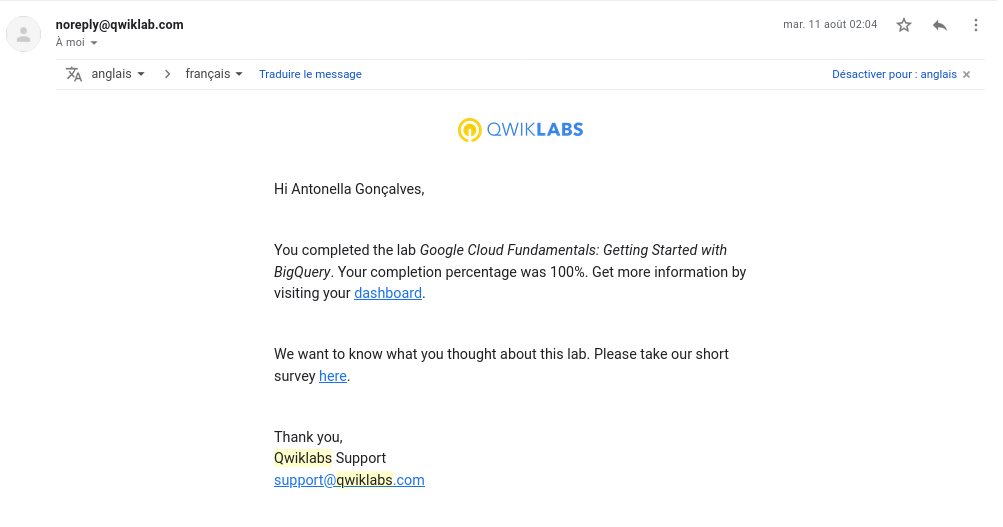 noreply@qwiklab.com
mar. 11 août 02:04
À moi
anglais
français
Traduire le message
Désactiver pour : anglais ×
QWIKLABS
Hi Antonella Gonçalves,
You completed the lab Google Cloud Fundamentals: Getting Started with
BigQuery. Your completion percentage was 100%. Get more information by
visiting your dashboard.
We want to know what you thought about this lab. Please take our short
survey here.
Thank you,
Qwiklabs Support
support@qwiklabs.com